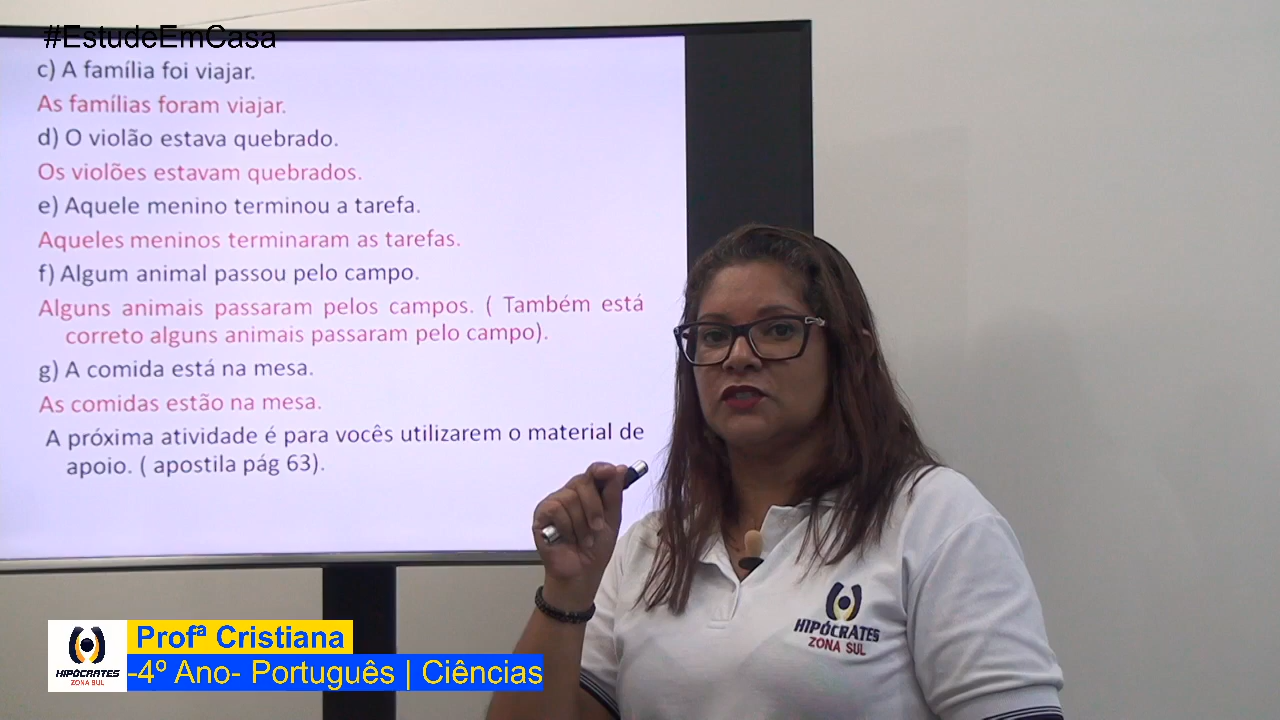 #EstudeEmCasa
c) A família foi viajar.
As famílias foram viajar.
d) O violão estava quebrado.
Os violões estavam quebrados.
e) Aquele menino terminou a tarefa.
Aqueles meninos terminaram as tarefas.
f) Algum animal passou pelo campo.
Alguns animais passaram pelos campos. ( Também está
correto alguns animais passaram pelo campo).
g) A comida está na mesa.
As comidas estão na mesa.
A próxima atividade é para vocês utilizarem o material de
apoio. ( apostila pág 63).
HIPÓCRATES
ZONA SUL
Profª Cristiana
-4º Ano- Português | Ciências
HIPÓCRATES
ZONA SUL